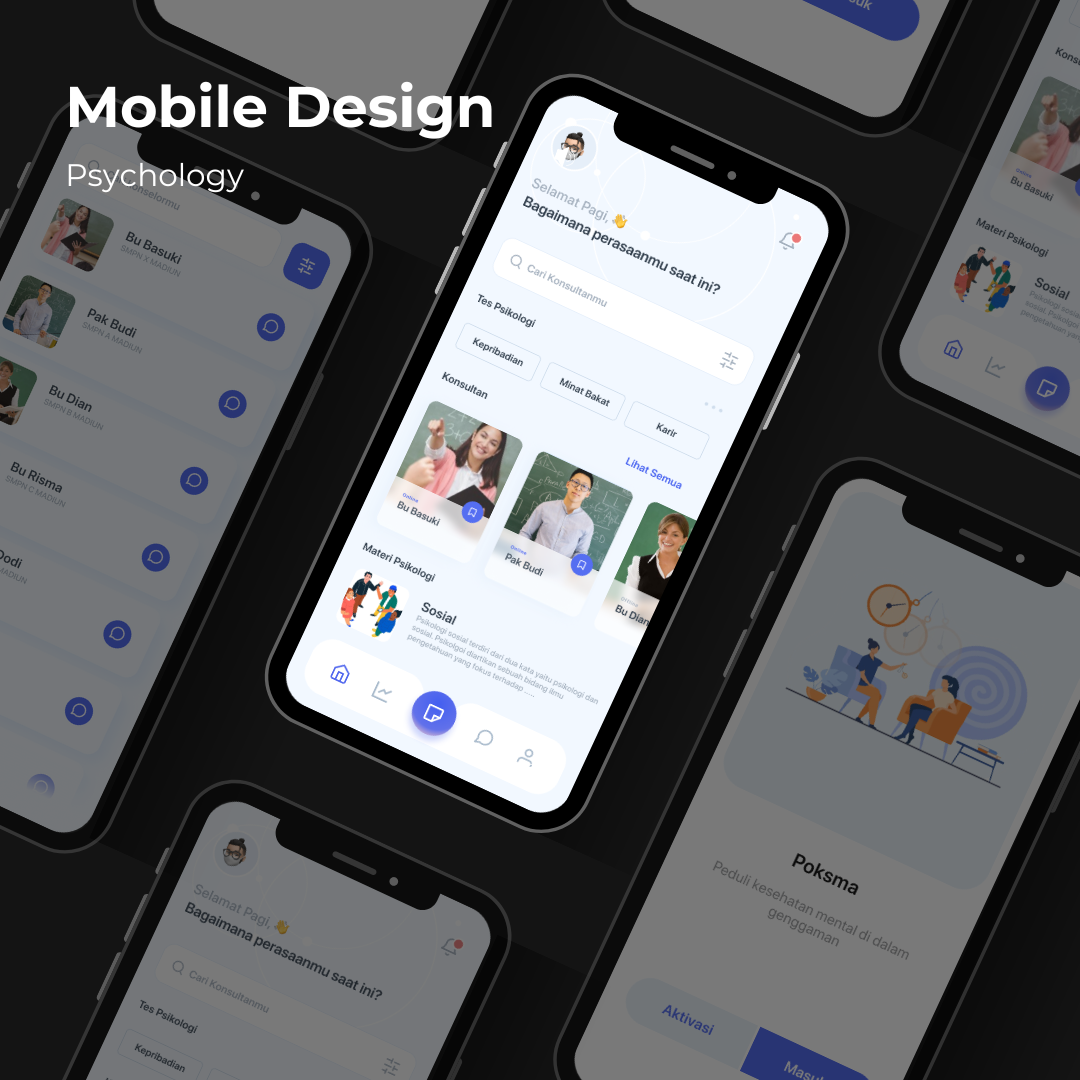 Mobile Design
Psychology
Bu Basuki
SMPN X MADIUN
Pak Budi
SMPN A MADIUN
Bu Dian
SMPN B MADIUN
Bu Risma
SMPN C MADIUN
Selamat Pagi, 👋
Bagaimana perasaanmu saat ini?
Cari Konsultanmu
Tes Psikologi
Kepribadian
Minat Bakat
Karir
Konsultan
Lihat Semua
Online
Bu Basuki
Online
Pak Budi
Bu Dian
Materi Psikologi
Sosial
Psikologi sosial terdiri dari dua kata yaitu psikologi dan
sosial. Psikolgoi diartikan sebuah bidang ilmu
pengetahuan yang fokus terhadap .....
Online
Bu Basuki
Materi Psikologi
Sosial
Poksma
Peduli kesehatan mental di dalam
genggaman
Aktivasi
Selamat Pagi, 👋
Bagaimana perasaanmu saat ini?
Cari Konsultanmu
Tes Psikologi
Kepribadian